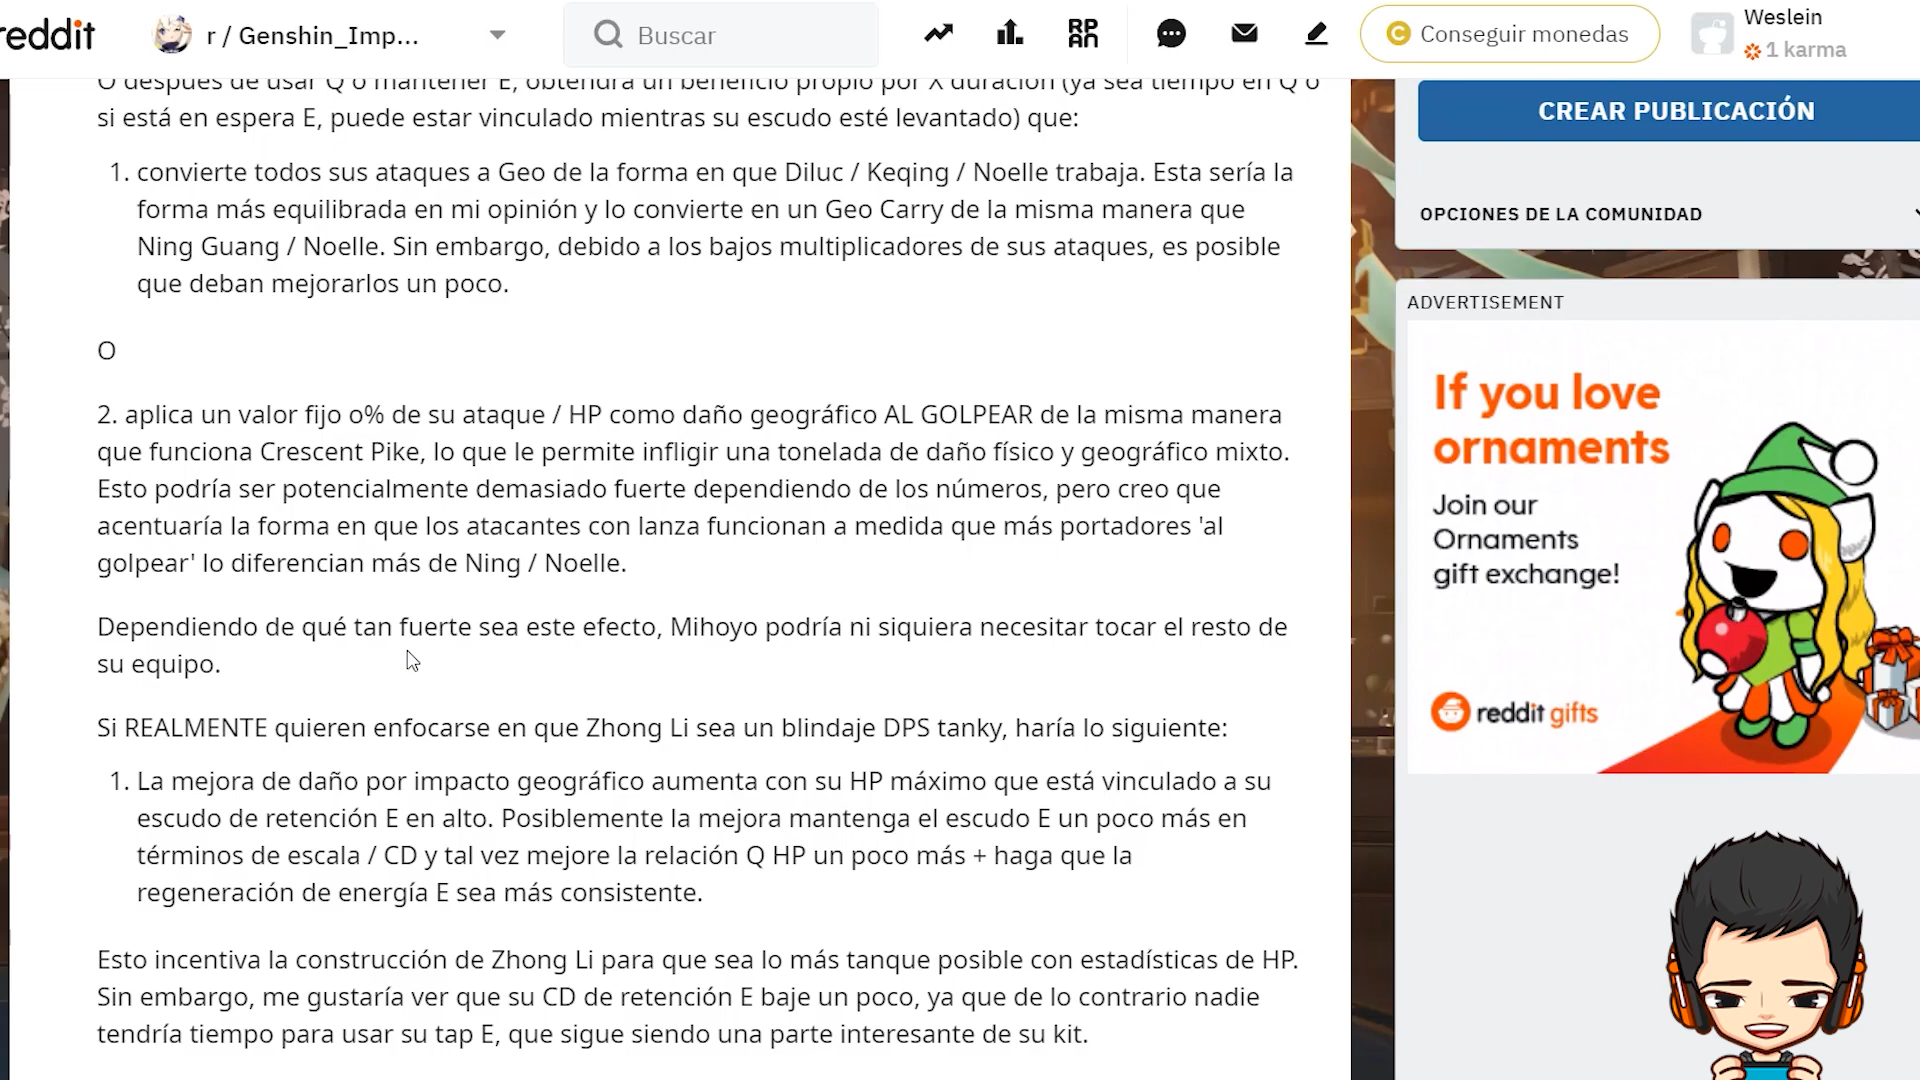 reddit
r / Genshin_Imp...
Buscar
RPAN
Conseguir monedas
Weslein
1 karma
O después de usar Q o mantener E, obtendrá un beneficio propio por X duración (ya sea tiempo en Q o
si está en espera E, puede estar vinculado mientras su escudo esté levantado) que:
1. convierte todos sus ataques a Geo de la forma en que Diluc / Keqing / Noelle trabaja. Esta sería la
forma más equilibrada en mi opinión y lo convierte en un Geo Carry de la misma manera que
Ning Guang / Noelle. Sin embargo, debido a los bajos multiplicadores de sus ataques, es posible
que deban mejorarlos un poco.
O
2. aplica un valor fijo o% de su ataque / HP como daño geográfico AL GOLPEAR de la misma manera
que funciona Crescent Pike, lo que le permite infligir una tonelada de daño físico y geográfico mixto.
Esto podría ser potencialmente demasiado fuerte dependiendo de los números, pero creo que
acentuaría la forma en que los atacantes con lanza funcionan a medida que más portadores 'al
golpear' lo diferencian más de Ning / Noelle.
Dependiendo de qué tan fuerte sea este efecto, Mihoyo podría ni siquiera necesitar tocar el resto de
su equipo.
Si REALMENTE quieren enfocarse en que Zhong Li sea un blindaje DPS tanky, haría lo siguiente:
1. La mejora de daño por impacto geográfico aumenta con su HP máximo que está vinculado a su
escudo de retención E en alto. Posiblemente la mejora mantenga el escudo E un poco más en
términos de escala / CD y tal vez mejore la relación Q HP un poco más + haga que la
regeneración de energía E sea más consistente.
Esto incentiva la construcción de Zhong Li para que sea lo más tanque posible con estadísticas de HP.
Sin embargo, me gustaría ver que su CD de retención E baje un poco, ya que de lo contrario nadie
tendría tiempo para usar su tap E, que sigue siendo una parte interesante de su kit.
CREAR PUBLICACIÓN
OPCIONES DE LA COMUNIDAD
ADVERTISEMENT
If you love
ornaments
Join our
Ornaments
gift exchange!
reddit gifts